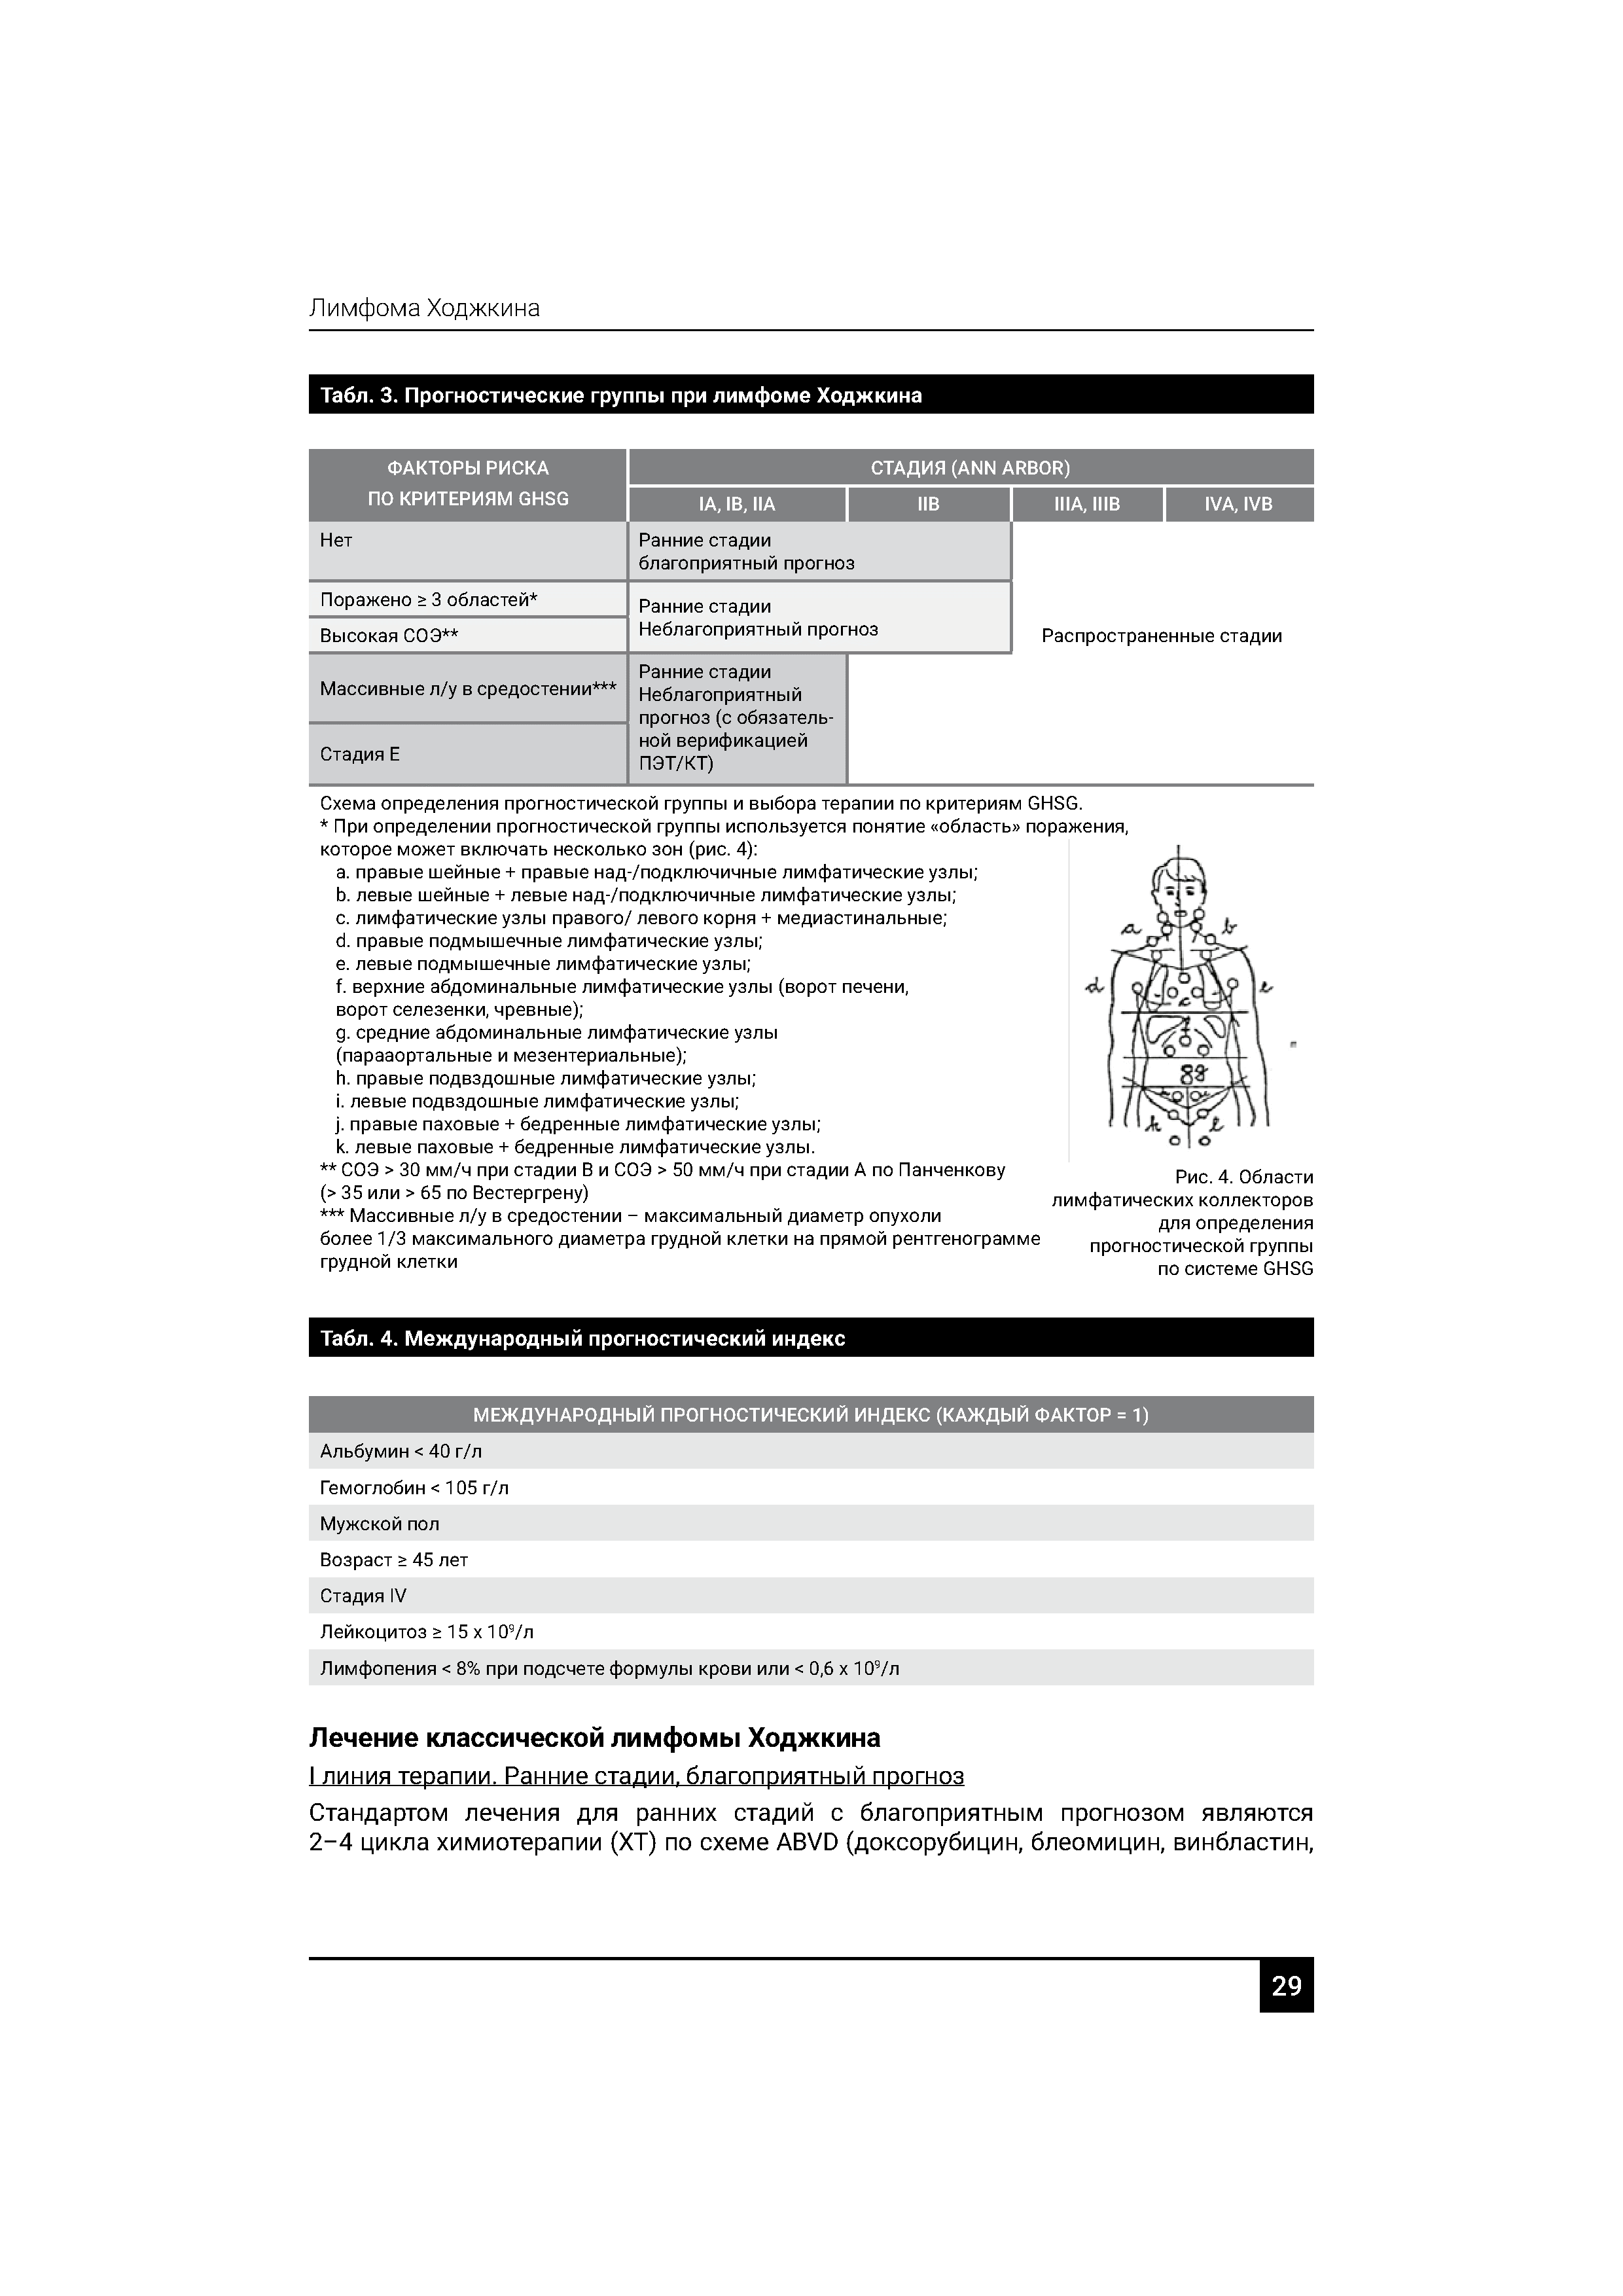 Лимфома Ходжкина
Табл. 3. Прогностические группы при лимфоме Ходжкина
ФАКТОРЫ РИСКА
ПО КРИТЕРИЯМ GHSG
СТАДИЯ (ANN ARBOR)
IA, IB, IIA
IIB
IIIA, IIIB
IVA, IVB
Нет
Ранние стадии
благоприятный прогноз
Поражено ≥ 3 областей*
Высокая СОЭ**
Ранние стадии
Неблагоприятный прогноз
Распространенные стадии
Массивные л/у в средостении***
Стадия Е
Ранние стадии
Неблагоприятный
прогноз (с обязатель-
ной верификацией
ПЭТ/КТ)
Схема определения прогностической группы и выбора терапии по критериям GHSG.
* При определении прогностической группы используется понятие «область» поражения,
которое может включать несколько зон (рис. 4):
a. правые шейные + правые над-/подключичные лимфатические узлы;
b. левые шейные + левые над-/подключичные лимфатические узлы;
c. лимфатические узлы правого/ левого корня + медиастинальные;
d. правые подмышечные лимфатические узлы;
e. левые подмышечные лимфатические узлы;
f. верхние абдоминальные лимфатические узлы (ворот печени,
ворот селезенки, чревные);
g. средние абдоминальные лимфатические узлы
(парааортальные и мезентериальные);
h. правые подвздошные лимфатические узлы;
i. левые подвздошные лимфатические узлы;
j. правые паховые + бедренные лимфатические узлы;
k. левые паховые + бедренные лимфатические узлы.
** СОЭ > 30 мм/ч при стадии В и СОЭ > 50 мм/ч при стадии А по Панченкову
(> 35 или > 65 по Вестергрену)
*** Массивные л/у в средостении – максимальный диаметр опухоли
более 1/3 максимального диаметра грудной клетки на прямой рентгенограмме
грудной клетки
a
b
d
e
c
Рис. 4. Области
лимфатических коллекторов
для определения
прогностической группы
по системе GHSG
Табл. 4. Международный прогностический индекс
МЕЖДУНАРОДНЫЙ ПРОГНОСТИЧЕСКИЙ ИНДЕКС (КАЖДЫЙ ФАКТОР = 1)
Альбумин < 40 г/л
Гемоглобин < 105 г/л
Мужской пол
Возраст ≥ 45 лет
Стадия IV
Лейкоцитоз ≥ 15 x 10⁹/л
Лимфопения < 8% при подсчете формулы крови или < 0,6 x 10⁹/л
Лечение классической лимфомы Ходжкина
I линия терапии. Ранние стадии, благоприятный прогноз
Стандартом лечения для ранних стадий с благоприятным прогнозом являются
2–4 цикла химиотерапии (ХТ) по схеме ABVD (доксорубицин, блеомицин, винбластин,
29